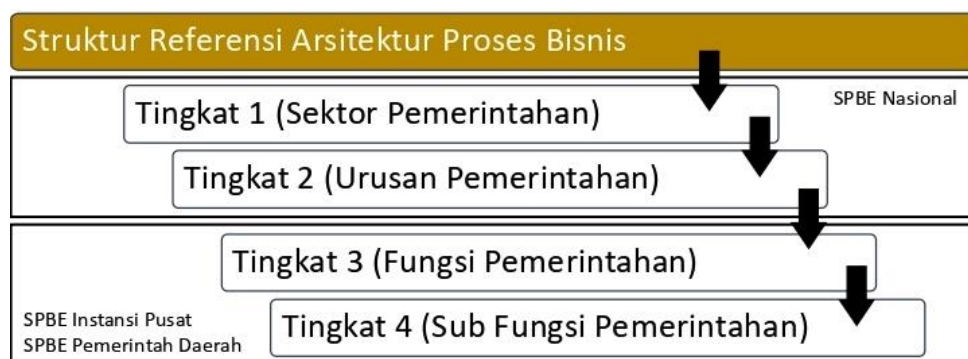 Struktur Referensi Arsitektur Proses Bisnis
SPBE Nasional
Tingkat 1 (Sektor Pemerintahan)
Tingkat 2 (Urusan Pemerintahan)
Tingkat 3 (Fungsi Pemerintahan)
Tingkat 4 (Sub Fungsi Pemerintahan)
SPBE Instansi Pusat
SPBE Pemerintah Daerah